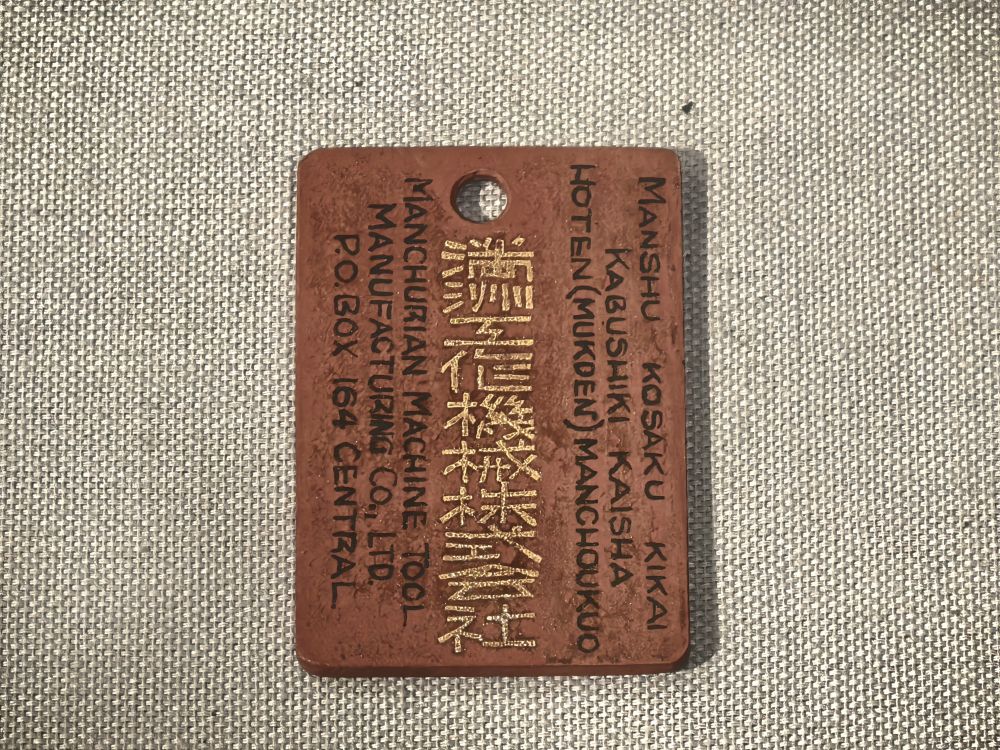 MANSHU KOSAKU KIKAI
KABUSHIKI KAISHA
HOTEN(MUKDEN)MANCHOUKUO
滿洲工作機械株式會社
MANCHURIAN MACHINE TOOL
MANUFACTURING CO., LTD.
P.O. BOX 164 CENTRAL.